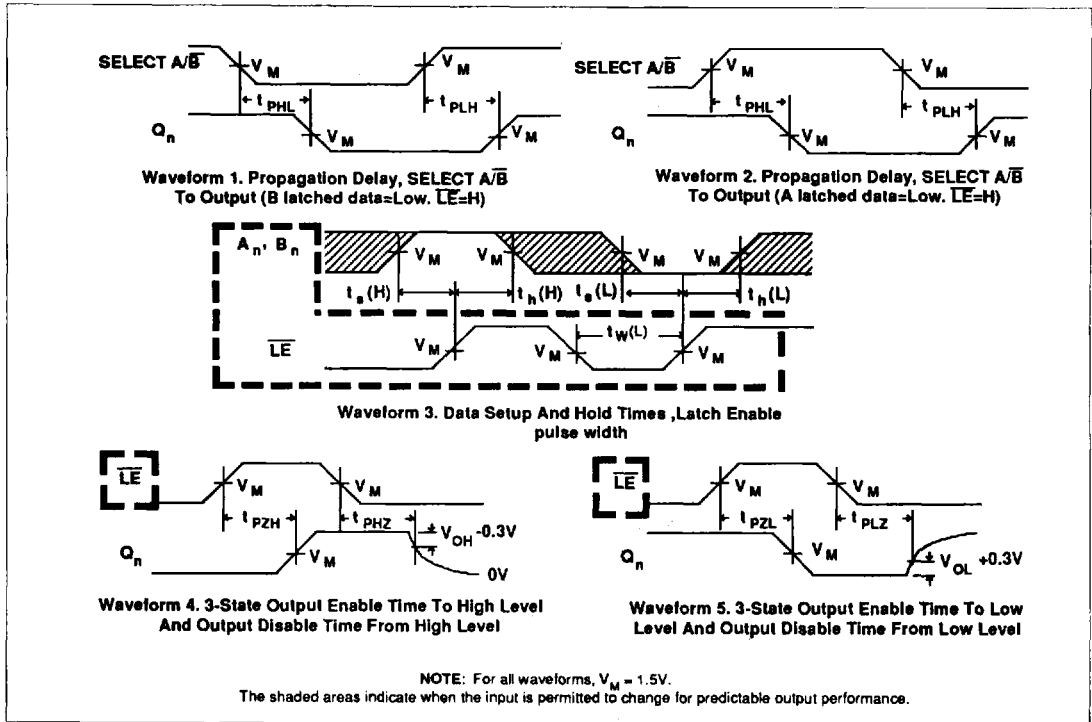 SELECT A/B̅ V M V M
t PHL t PLH
Q n V M V M
Waveform 1. Propagation Delay, SELECT A/B̅
To Output (B latched data=Low. L̅E̅=H)
SELECT A/B̅ V M V M
t PHL t PLH
Q n V M V M
Waveform 2. Propagation Delay, SELECT A/B̅
To Output (A latched data=Low. L̅E̅=H)
A n, B n V M V M V M V M
t s (H) t h (H) t s (L) t h (L)
t W (L)
L̅E̅ V M V M V M
Waveform 3. Data Setup And Hold Times ,Latch Enable
pulse width
L̅E̅ V M V M
t PZH t PHZ
V OH -0.3V
Q n V M 0V
Waveform 4. 3-State Output Enable Time To High Level
And Output Disable Time From High Level
L̅E̅ V M V M
t PZL t PLZ
Q n V M V OL +0.3V
Waveform 5. 3-State Output Enable Time To Low
Level And Output Disable Time From Low Level
NOTE: For all waveforms, V M = 1.5V.
The shaded areas indicate when the input is permitted to change for predictable output performance.